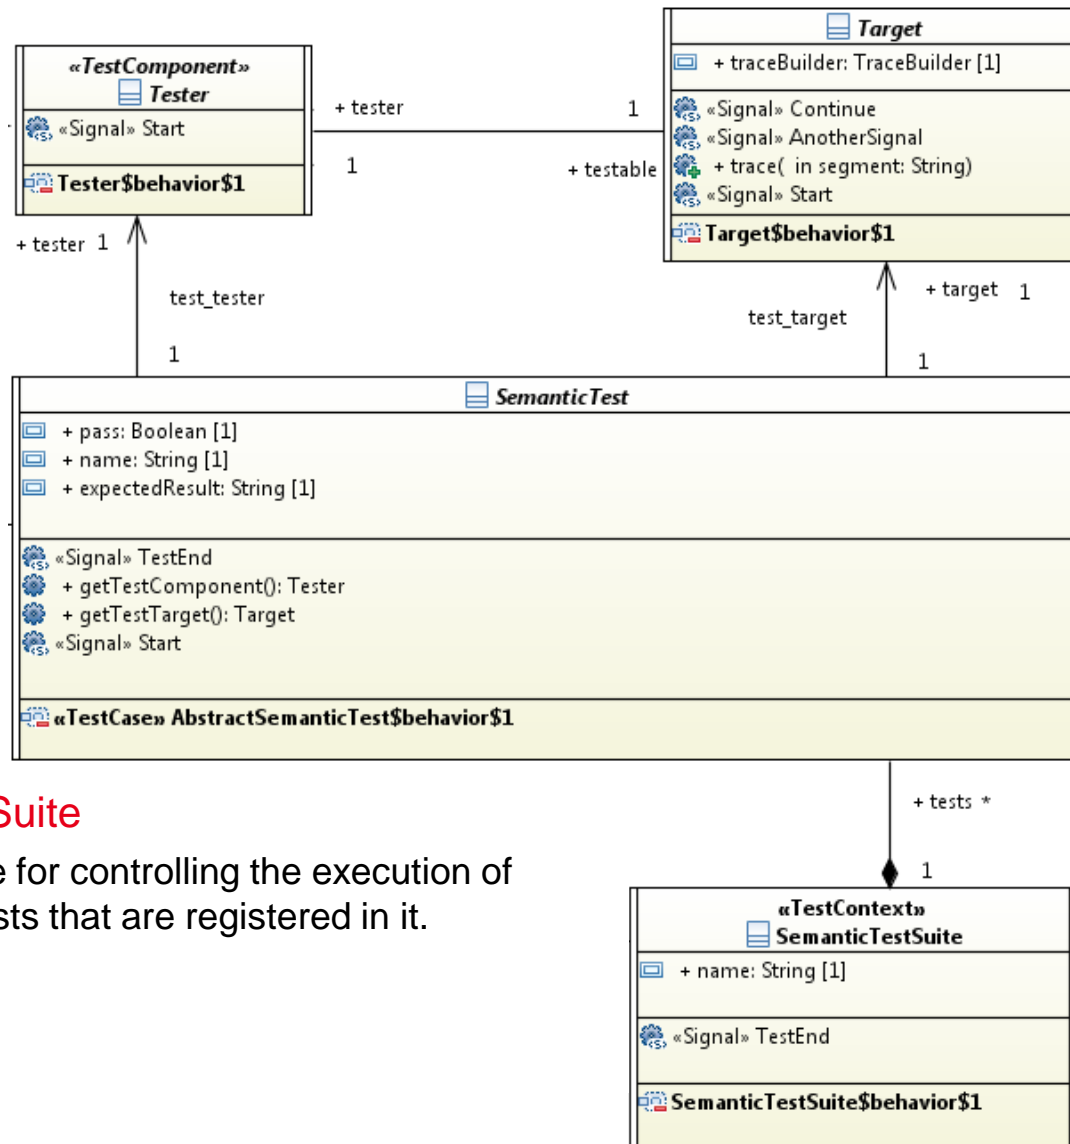 «TestComponent»
Tester
«Signal» Start
Tester$behavior$1
+ tester
1
1
+ testable
Target
+ traceBuilder: TraceBuilder [1]
«Signal» Continue
«Signal» AnotherSignal
+ trace( in segment: String)
«Signal» Start
Target$behavior$1
+ tester 1
test_tester
1
+ target 1
test_target
1
SemanticTest
+ pass: Boolean [1]
+ name: String [1]
+ expectedResult: String [1]
«Signal» TestEnd
+ getTestComponent(): Tester
+ getTestTarget(): Target
«Signal» Start
«TestCase» AbstractSemanticTest$behavior$1
+ tests *
1
Suite
e for controlling the execution of
sts that are registered in it.
«TestContext»
SemanticTestSuite
+ name: String [1]
«Signal» TestEnd
SemanticTestSuite$behavior$1